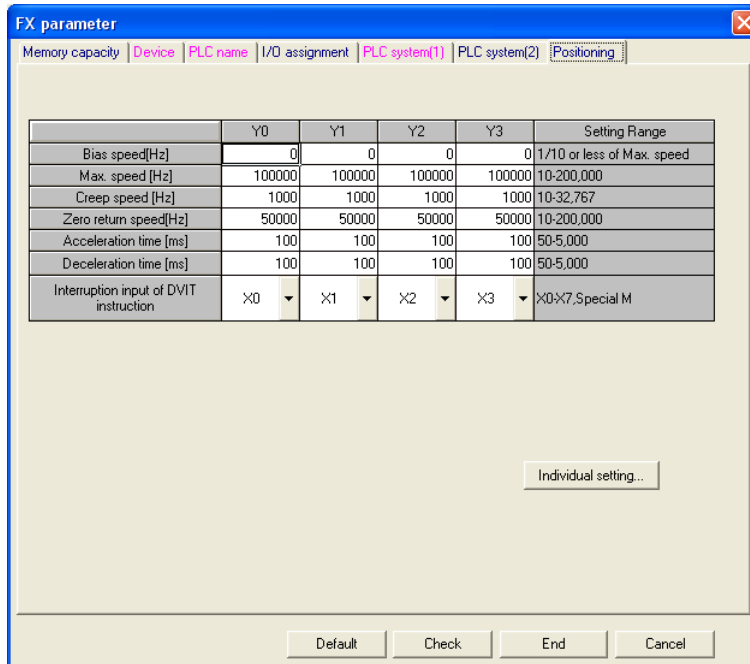 FX parameter
Memory capacity Device PLC name I/O assignment PLC system(1) PLC system(2) Positioning
Y0 Y1 Y2 Y3 Setting Range
Bias speed[Hz] 0 0 0 0 1/10 or less of Max. speed
Max. speed [Hz] 100000 100000 100000 100000 10-200,000
Creep speed [Hz] 1000 1000 1000 1000 10-32,767
Zero return speed[Hz] 50000 50000 50000 50000 10-200,000
Acceleration time [ms] 100 100 100 100 50-5,000
Deceleration time [ms] 100 100 100 100 50-5,000
Interruption input of DVIT
instruction X0 X1 X2 X3 X0-X7,Special M
Individual setting...
Default Check End Cancel